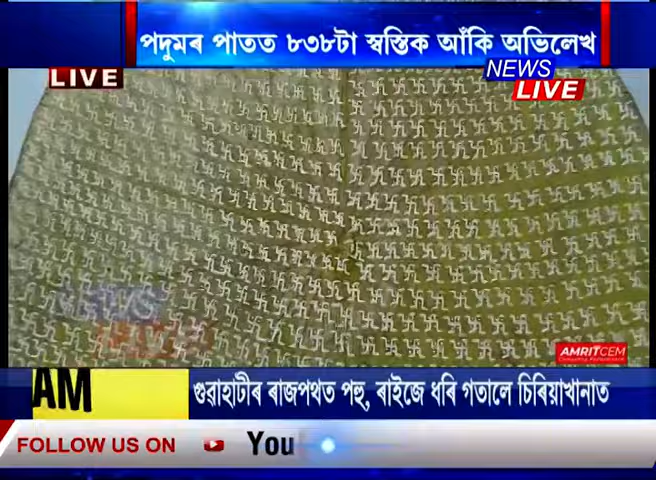 পদুমৰ পাতত ৮৩৮টা স্বস্তিক আঁকি অভিলেখ
LIVE
NEWS
LIVE
AMRITCEM
AM
গুৱাহাটীৰ ৰাজপথত পহু, ৰাইজে ধৰি গতালে চিৰিয়াখানাত
FOLLOW US ON You